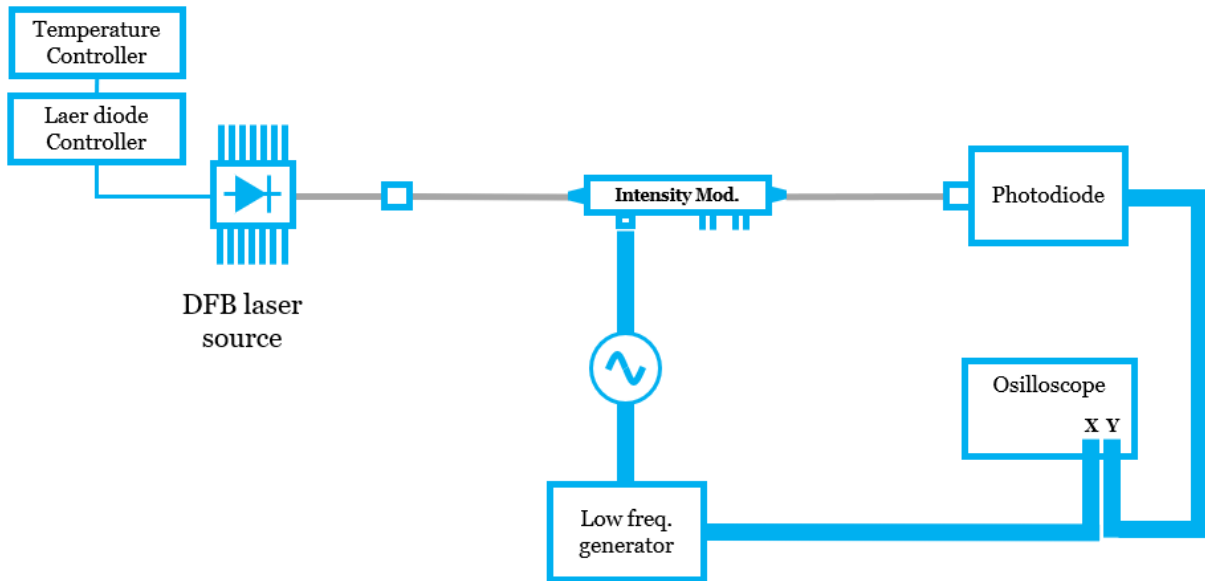 Temperature
Controller
Laer diode
Controller
DFB laser
source
Intensity Mod.
Photodiode
Osilloscope
X Y
Low freq.
generator